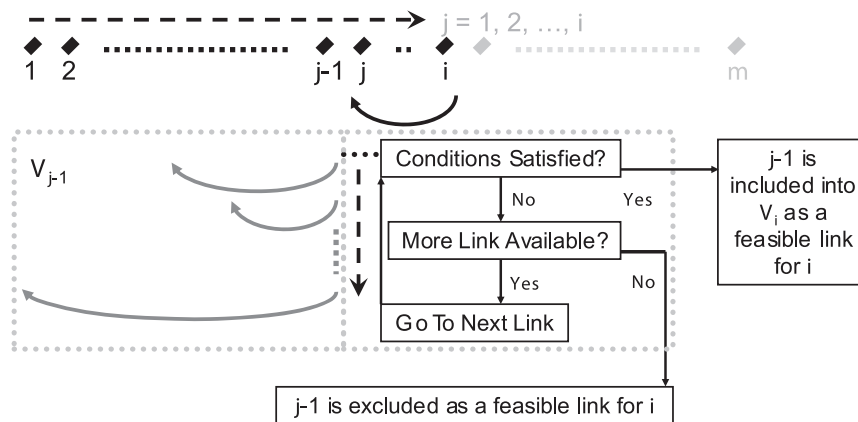 j = 1, 2, ..., i
1 2 j-1 j i m
V_{j-1}
Conditions Satisfied?
No
Yes
More Link Available?
Yes
No
Go To Next Link
j-1 is
included into
V_i as a
feasible link
for i
j-1 is excluded as a feasible link for i